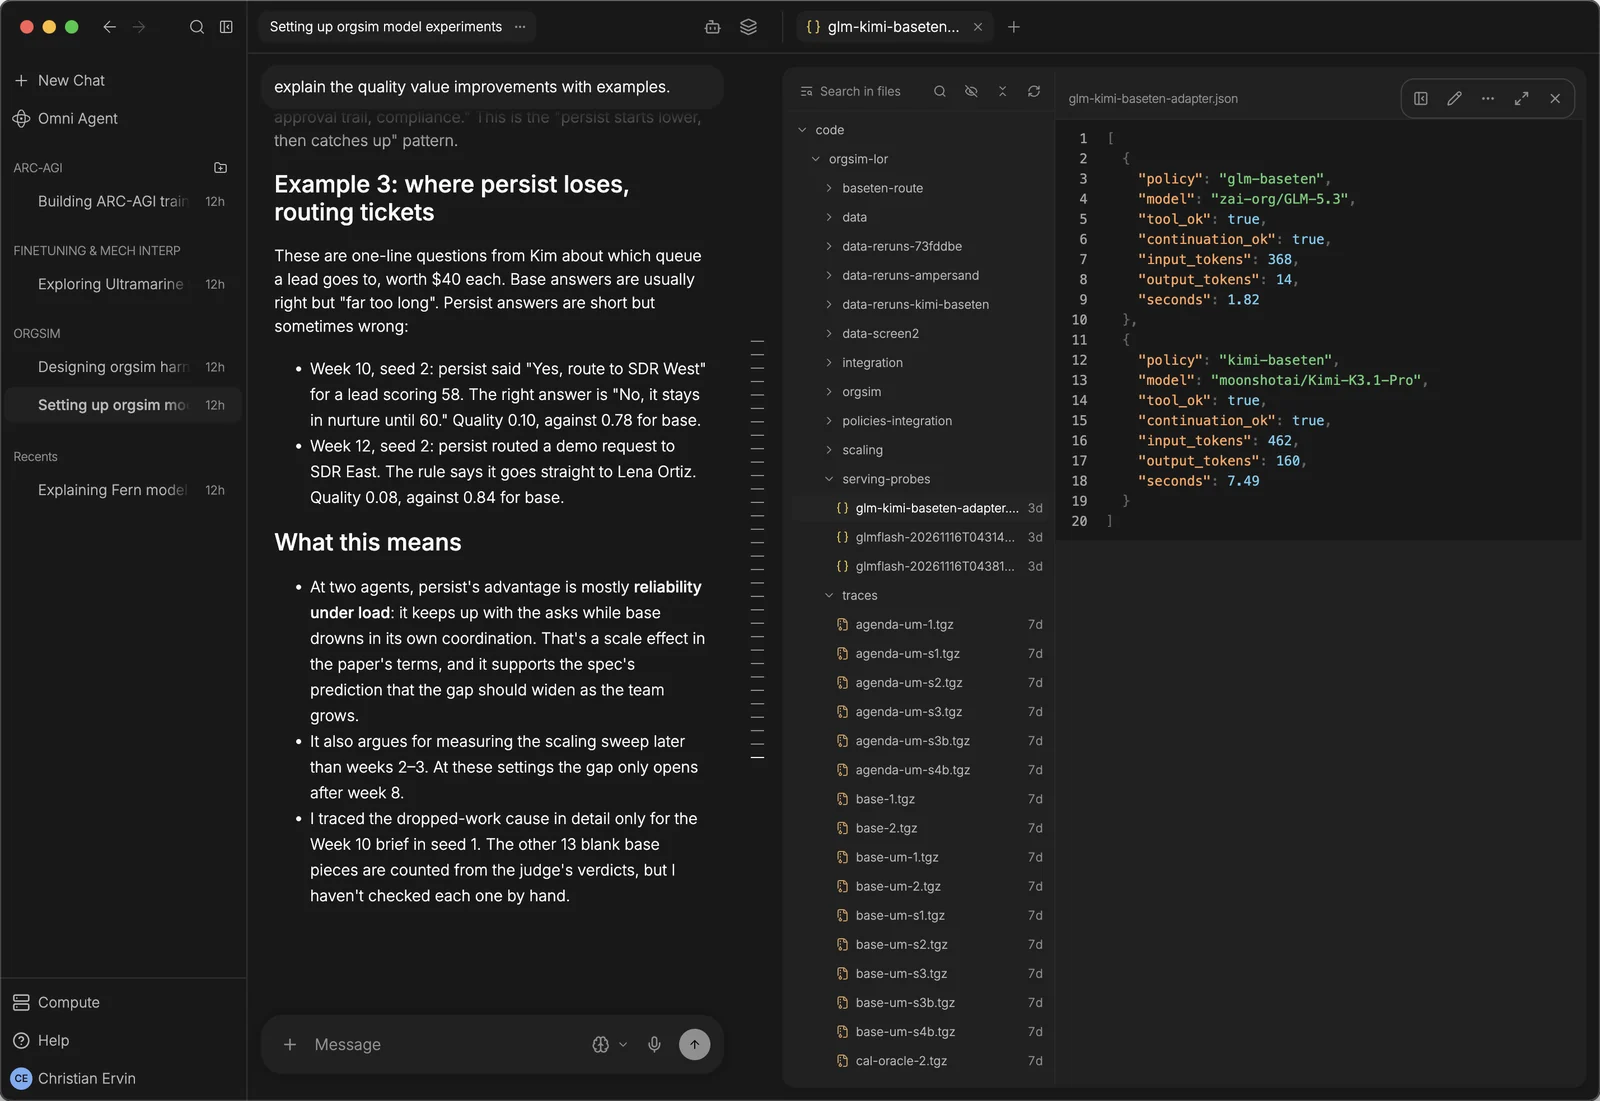 New Chat
Omni Agent
ARC-AGI
Building ARC-AGI train 12h
FINETUNING & MECH INTERP
Exploring Ultramarine 12h
ORGSIM
Designing orgsim harn 12h
Setting up orgsim mo 12h
Recents
Explaining Fern model 12h
Compute
Help
CE Christian Ervin
Setting up orgsim model experiments ...
explain the quality value improvements with examples.
approval trail, compliance." This is the "persist starts lower,
then catches up" pattern.
Example 3: where persist loses,
routing tickets
These are one-line questions from Kim about which queue
a lead goes to, worth $40 each. Base answers are usually
right but "far too long". Persist answers are short but
sometimes wrong:
• Week 10, seed 2: persist said "Yes, route to SDR West"
for a lead scoring 58. The right answer is "No, it stays
in nurture until 60." Quality 0.10, against 0.78 for base.
• Week 12, seed 2: persist routed a demo request to
SDR East. The rule says it goes straight to Lena Ortiz.
Quality 0.08, against 0.84 for base.
What this means
• At two agents, persist's advantage is mostly reliability
under load: it keeps up with the asks while base
drowns in its own coordination. That's a scale effect in
the paper's terms, and it supports the spec's
prediction that the gap should widen as the team
grows.
• It also argues for measuring the scaling sweep later
than weeks 2–3. At these settings the gap only opens
after week 8.
• I traced the dropped-work cause in detail only for the
Week 10 brief in seed 1. The other 13 blank base
pieces are counted from the judge's verdicts, but I
haven't checked each one by hand.
Message
{} glm-kimi-baseten...
Search in files
code
orgsim-lor
baseten-route
data
data-reruns-73fddbe
data-reruns-ampersand
data-reruns-kimi-baseten
data-screen2
integration
orgsim
policies-integration
scaling
serving-probes
{} glm-kimi-baseten-adapter.... 3d
{} glmflash-20261116T04314... 3d
{} glmflash-20261116T04381... 3d
traces
agenda-um-1.tgz 7d
agenda-um-s1.tgz 7d
agenda-um-s2.tgz 7d
agenda-um-s3.tgz 7d
agenda-um-s3b.tgz 7d
agenda-um-s4b.tgz 7d
base-1.tgz 7d
base-2.tgz 7d
base-um-1.tgz 7d
base-um-2.tgz 7d
base-um-s1.tgz 7d
base-um-s2.tgz 7d
base-um-s3.tgz 7d
base-um-s3b.tgz 7d
base-um-s4b.tgz 7d
cal-oracle-2.tgz 7d
glm-kimi-baseten-adapter.json
1 [
2 {
3 "policy": "glm-baseten",
4 "model": "zai-org/GLM-5.3",
5 "tool_ok": true,
6 "continuation_ok": true,
7 "input_tokens": 368,
8 "output_tokens": 14,
9 "seconds": 1.82
10 },
11 {
12 "policy": "kimi-baseten",
13 "model": "moonshotai/Kimi-K3.1-Pro",
14 "tool_ok": true,
15 "continuation_ok": true,
16 "input_tokens": 462,
17 "output_tokens": 160,
18 "seconds": 7.49
19 }
20 ]